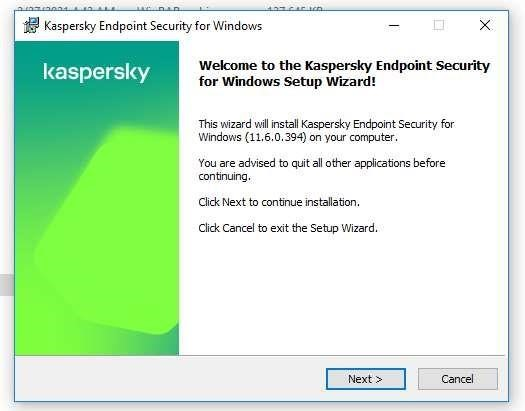 Kaspersky Endpoint Security for Windows
kaspersky
Welcome to the Kaspersky Endpoint Security
for Windows Setup Wizard!
This wizard will install Kaspersky Endpoint Security for
Windows (11.6.0.394) on your computer.
You are advised to quit all other applications before
continuing.
Click Next to continue installation.
Click Cancel to exit the Setup Wizard.
Next >
Cancel